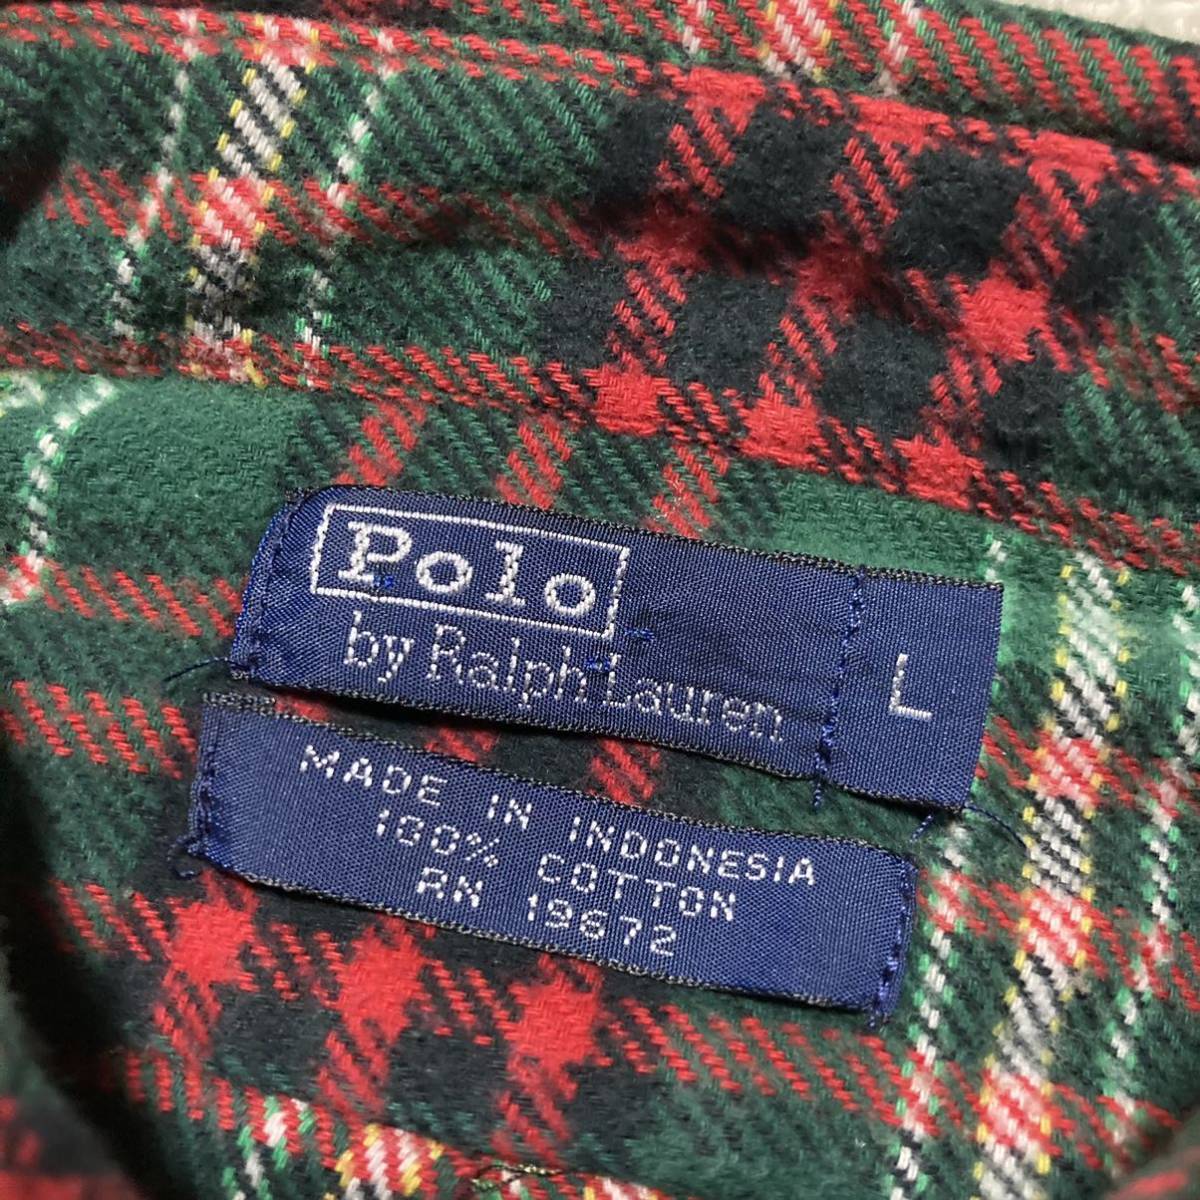 Polo
by Ralph Lauren
L
MADE IN INDONESIA
100% COTTON
RN 19672